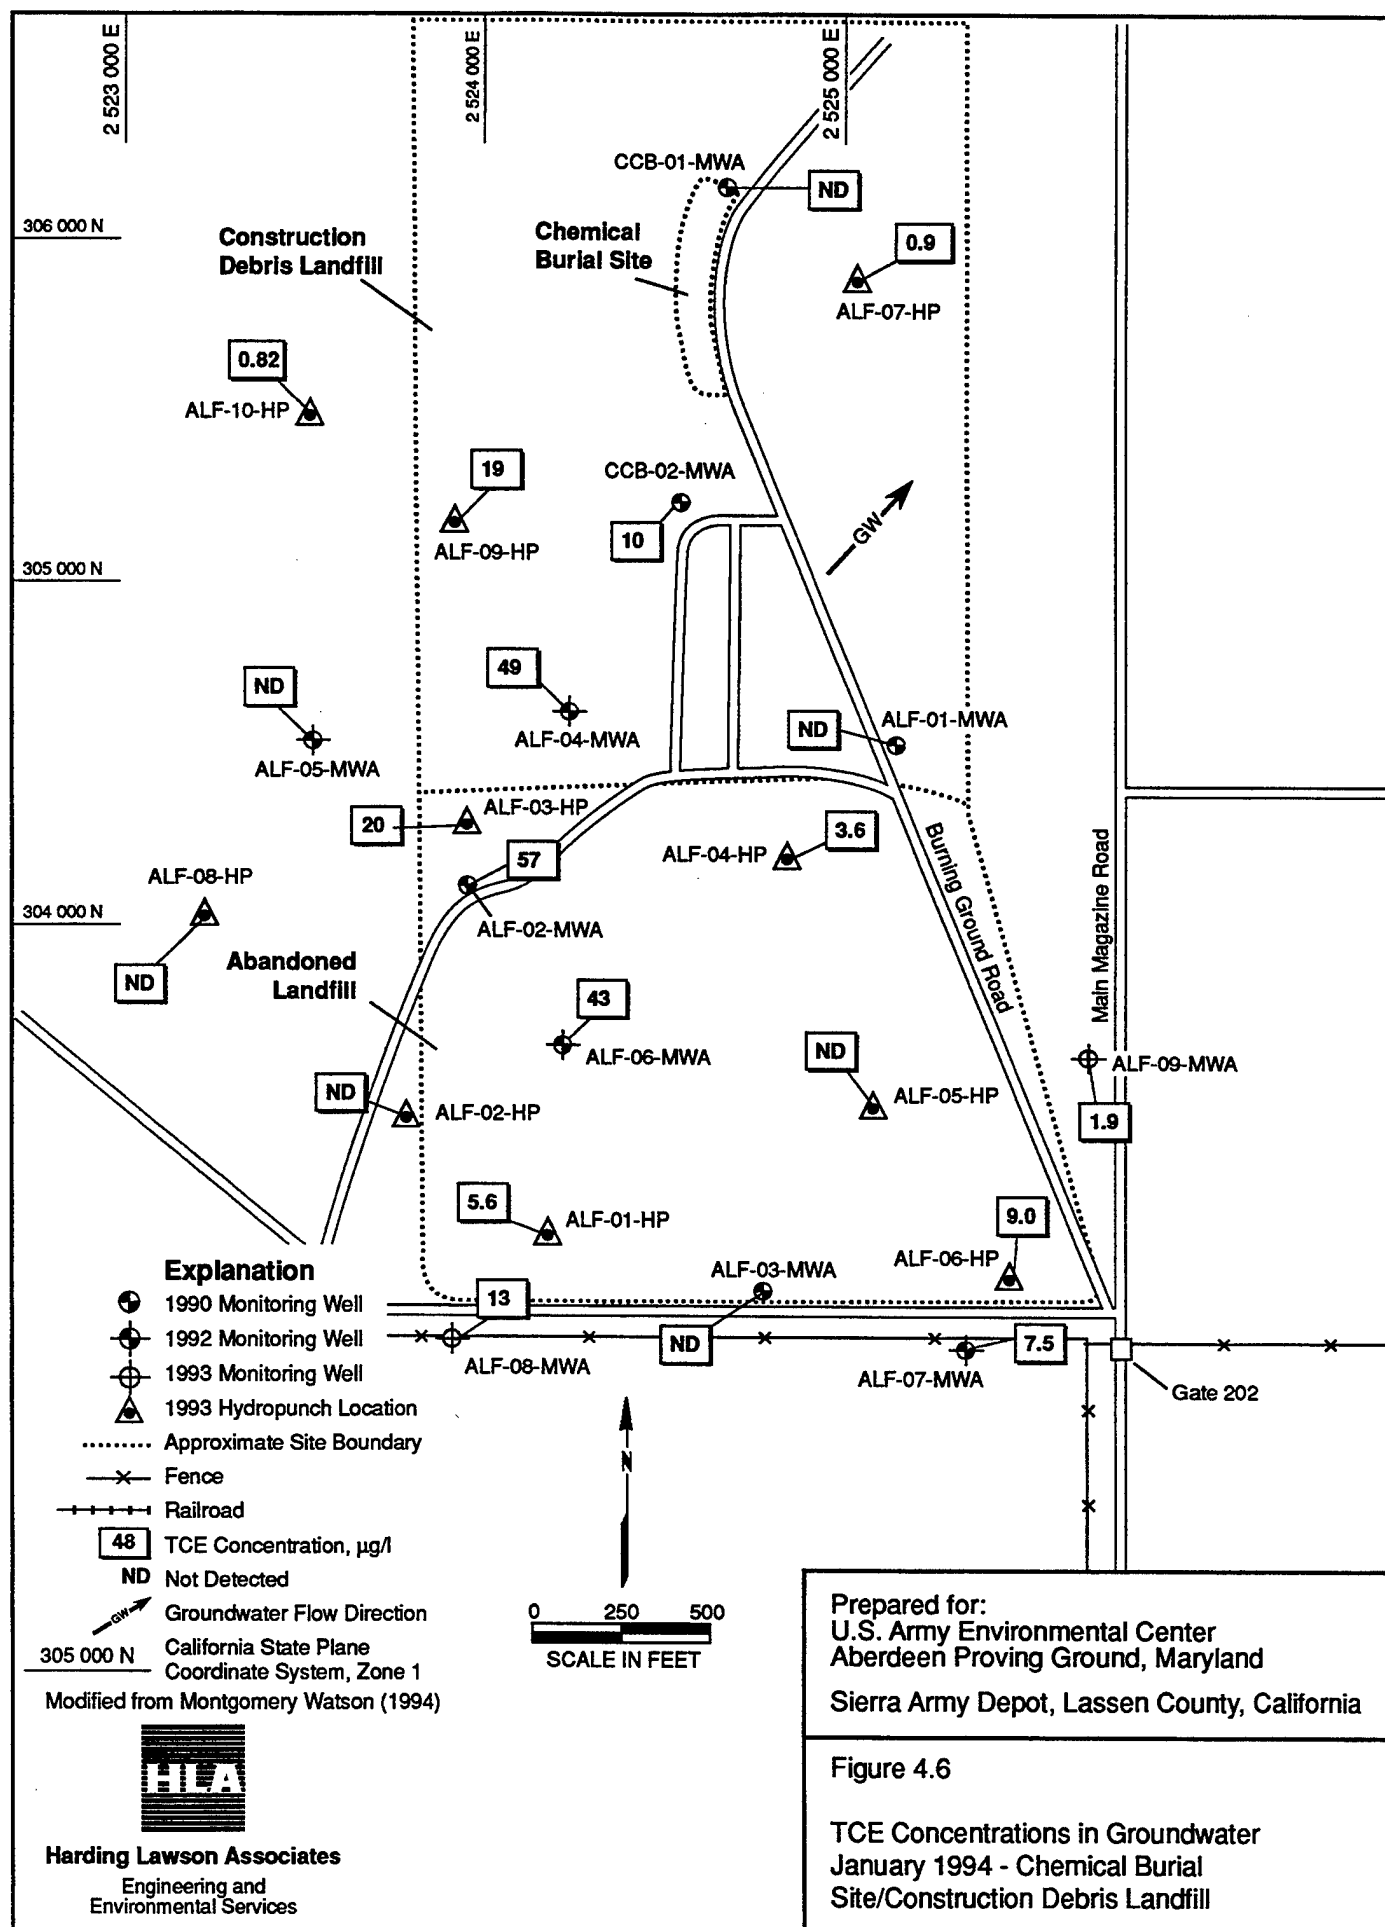 2 523 000 E
2 524 000 E
2 525 000 E
CCB-01-MWA
ND
306 000 N
Construction
Debris Landfill
Chemical
Burial Site
0.9
ALF-07-HP
0.82
ALF-10-HP
19
CCB-02-MWA
ALF-09-HP
10
GW
305 000 N
ND
49
ALF-04-MWA
ALF-05-MWA
ND
ALF-01-MWA
20
ALF-03-HP
57
ALF-04-HP
3.6
ALF-08-HP
304 000 N
ALF-02-MWA
Burning Ground Road
Main Magazine Road
ND
Abandoned
Landfill
43
ALF-06-MWA
ND
ALF-05-HP
ALF-09-MWA
1.9
ND
ALF-02-HP
5.6
ALF-01-HP
9.0
ALF-06-HP
ALF-03-MWA
13
ALF-08-MWA
ND
7.5
ALF-07-MWA
Gate 202
Explanation
1990 Monitoring Well
1992 Monitoring Well
1993 Monitoring Well
1993 Hydropunch Location
Approximate Site Boundary
Fence
Railroad
48 TCE Concentration, µg/l
ND Not Detected
GW Groundwater Flow Direction
305 000 N California State Plane
Coordinate System, Zone 1
Modified from Montgomery Watson (1994)
N
0 250 500
SCALE IN FEET
HLA
Harding Lawson Associates
Engineering and
Environmental Services
Prepared for:
U.S. Army Environmental Center
Aberdeen Proving Ground, Maryland
Sierra Army Depot, Lassen County, California
Figure 4.6
TCE Concentrations in Groundwater
January 1994 - Chemical Burial
Site/Construction Debris Landfill